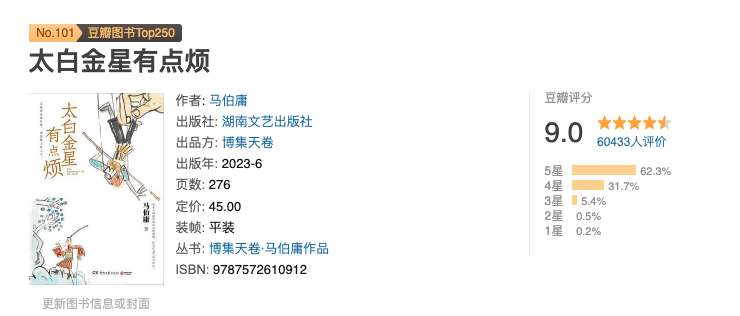 No.101 豆瓣图书Top250
太白金星有点烦
太白金星
有点
烦
马伯庸 著
作者: 马伯庸
出版社: 湖南文艺出版社
出品方: 博集天卷
出版年: 2023-6
页数: 276
定价: 45.00
装帧: 平装
丛书: 博集天卷·马伯庸作品
ISBN: 9787572610912
更新图书信息或封面
豆瓣评分
9.0
60433人评价
5星 62.3%
4星 31.7%
3星 5.4%
2星 0.5%
1星 0.2%